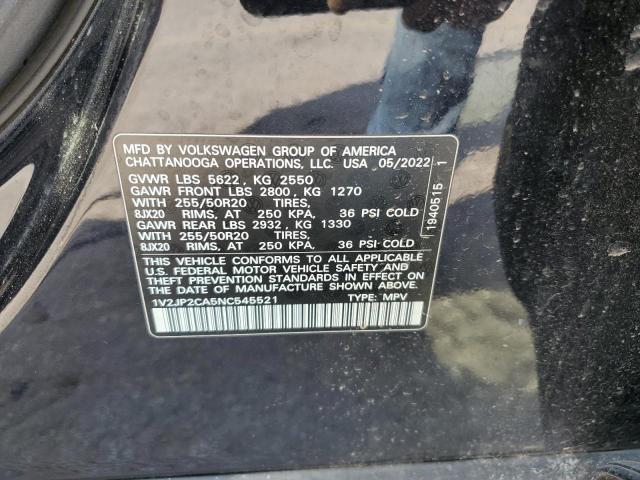 MFD BY VOLKSWAGEN GROUP OF AMERICA
CHATTANOOGA OPERATIONS, LLC. USA 05/2022
GVWR LBS 5622, KG 2550
GAWR FRONT LBS 2800, KG 1270
WITH 255/50R20 TIRES,
8JX20 RIMS, AT 250 KPA, 36 PSI COLD
GAWR REAR LBS 2932, KG 1330
WITH 255/50R20 TIRES,
8JX20 RIMS, AT 250 KPA, 36 PSI COLD
THIS VEHICLE CONFORMS TO ALL APPLICABLE
U.S. FEDERAL MOTOR VEHICLE SAFETY AND
THEFT PREVENTION STANDARDS IN EFFECT ON
THE DATE OF MANUFACTURE SHOWN ABOVE.
1V2JP2CA5NC545521 TYPE: MPV
1940515 1